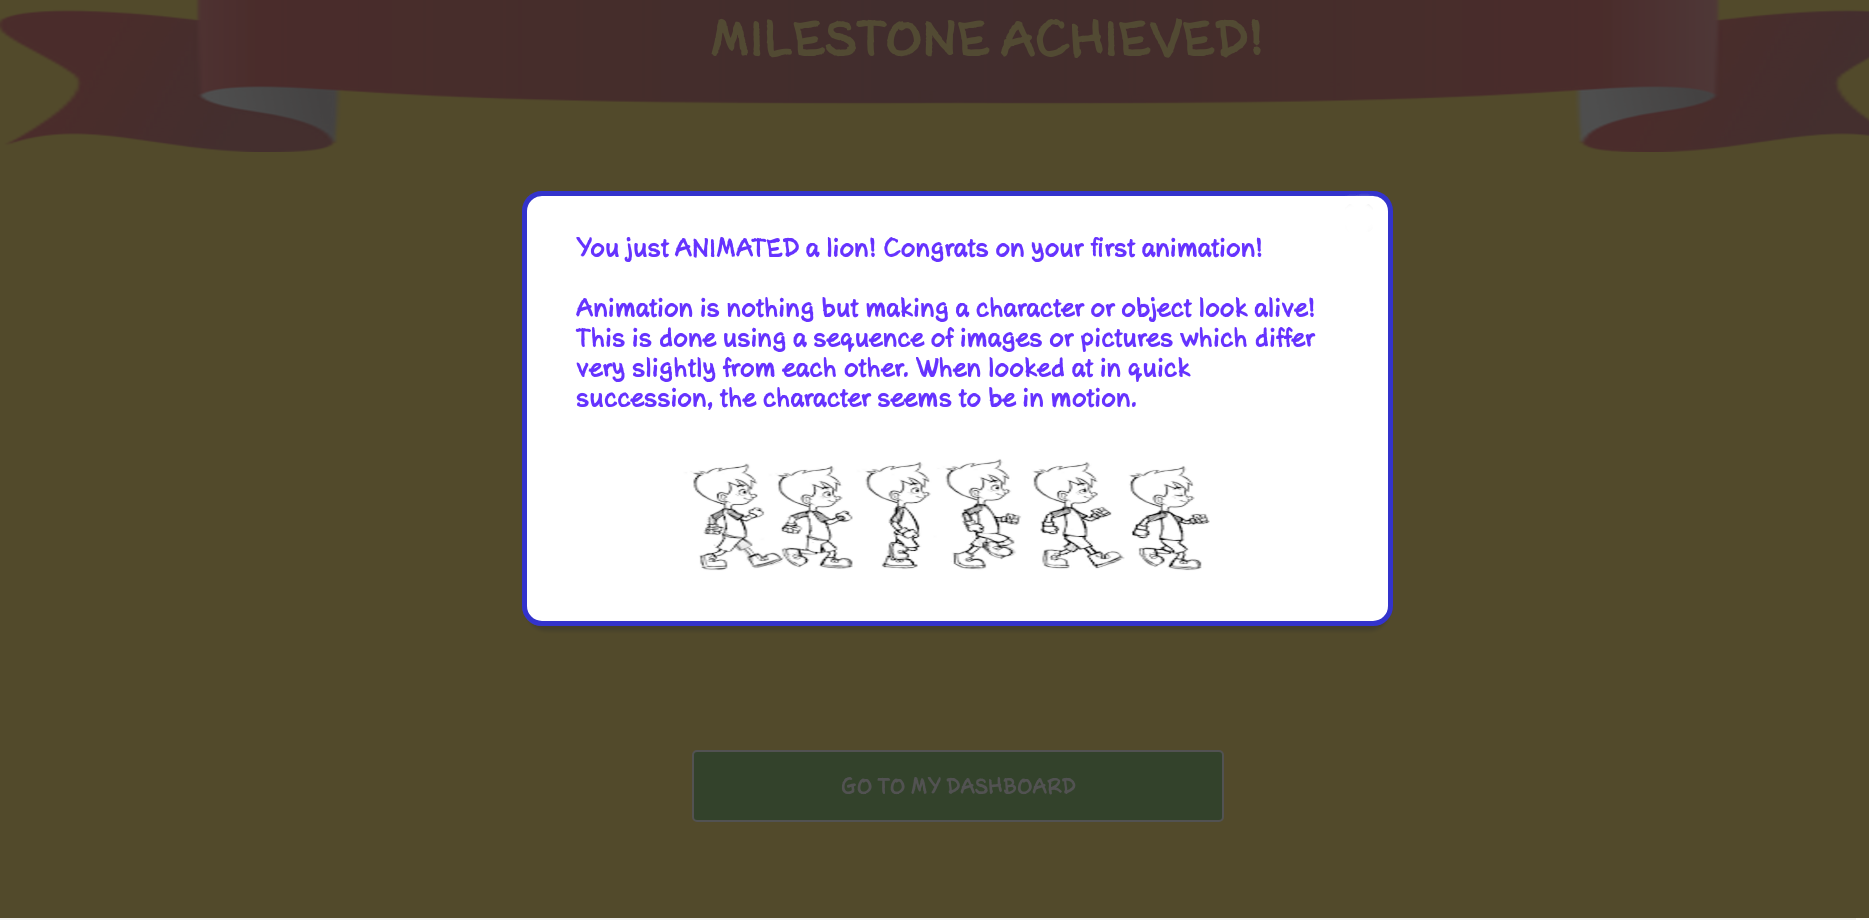 MILESTONE ACHIEVED!
You just ANIMATED a lion! Congrats on your first animation!
Animation is nothing but making a character or object look alive!
This is done using a sequence of images or pictures which differ
very slightly from each other. When looked at in quick
succession, the character seems to be in motion.
GO TO MY DASHBOARD